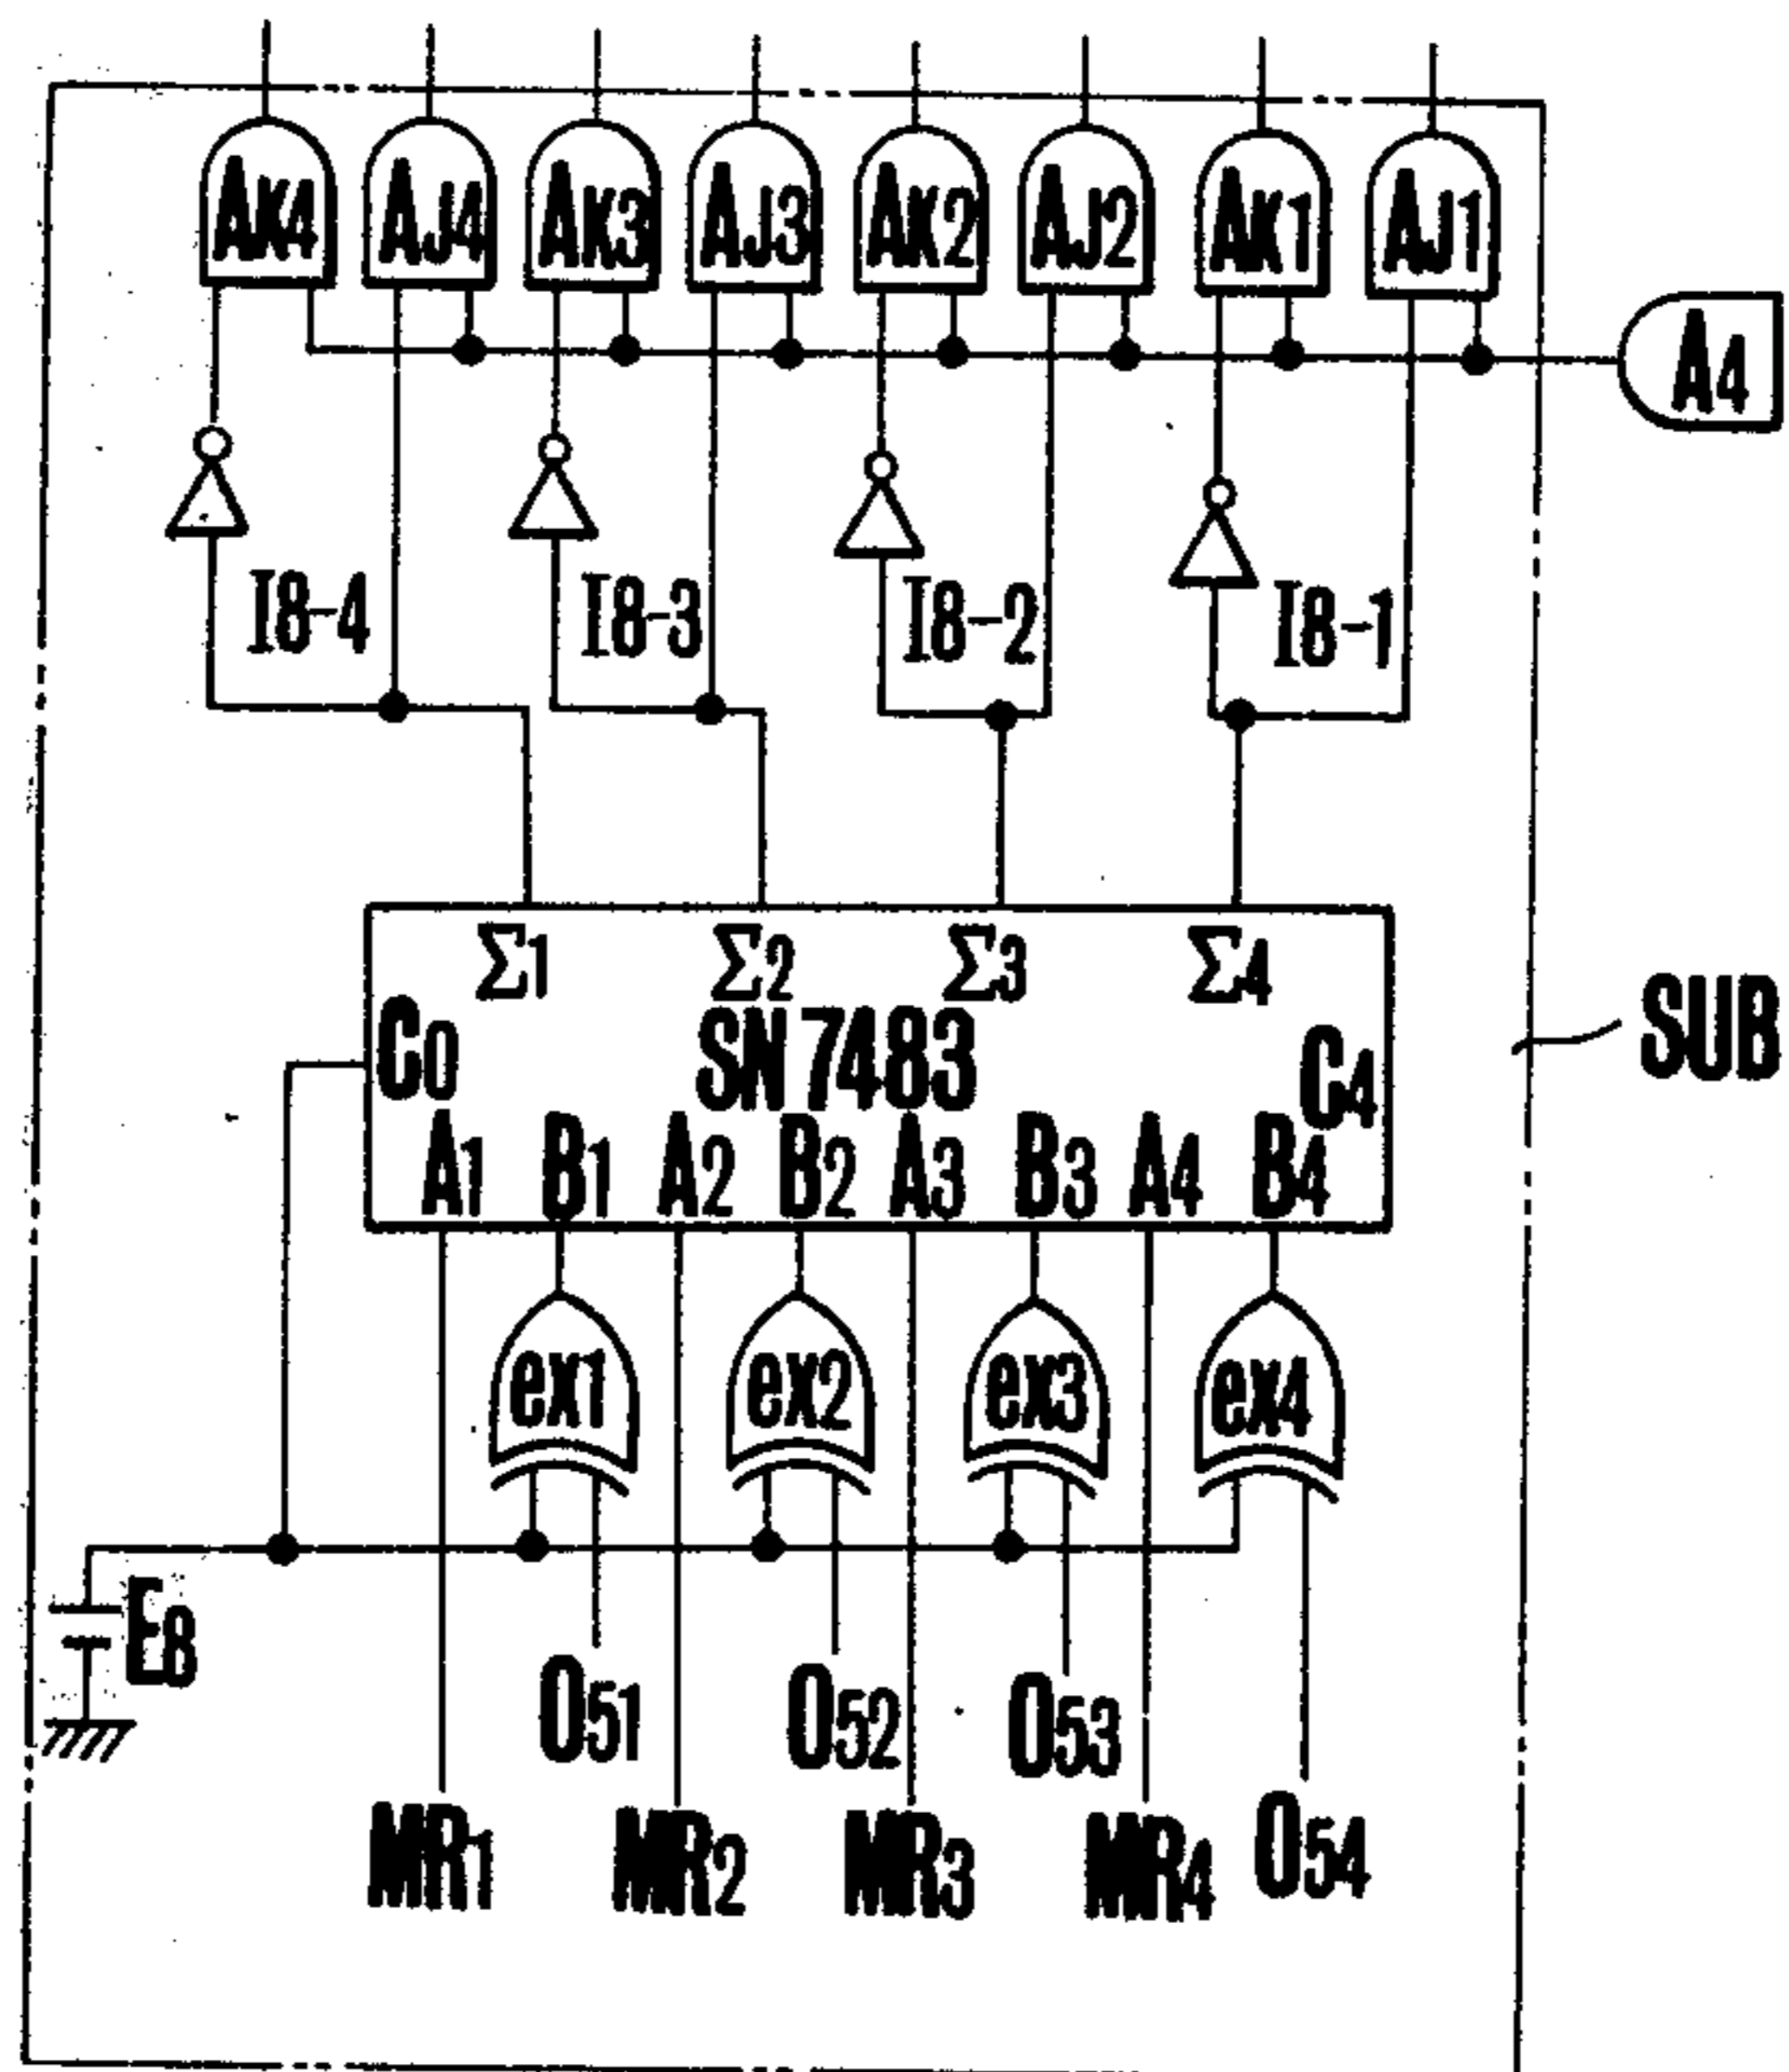 AK4 AJ4 AK3 AJ3 AK2 AJ2 AK1 AJ1
A4
I8-4 I8-3 I8-2 I8-1
Σ1 Σ2 Σ3 Σ4
C0 SN7483 C4
SUB
A1 B1 A2 B2 A3 B3 A4 B4
ex1 ex2 ex3 ex4
E8
O51 O52 O53 O54
MR1 MR2 MR3 MR4